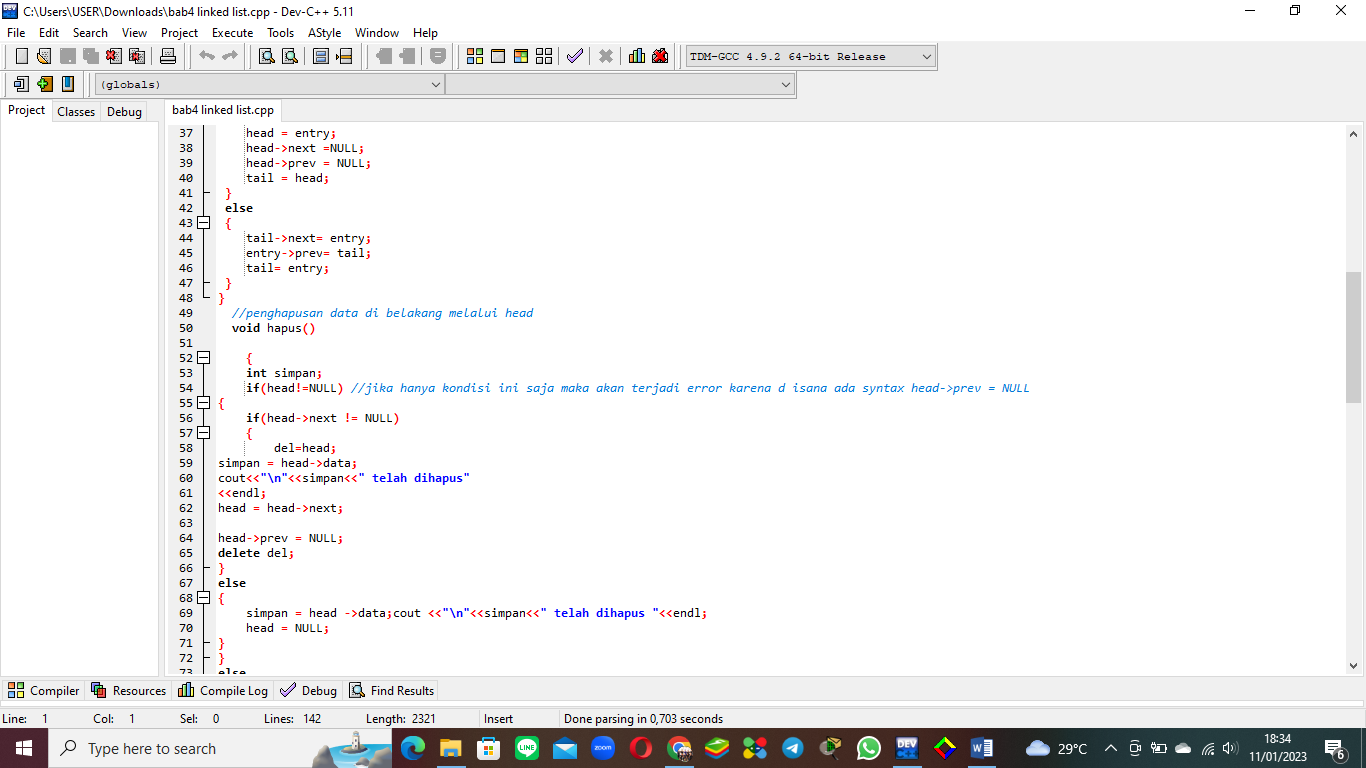 C:\Users\USER\Downloads\bab4 linked list.cpp - Dev-C++ 5.11
File Edit Search View Project Execute Tools AStyle Window Help
TDM-GCC 4.9.2 64-bit Release
(globals)
Project Classes Debug
bab4 linked list.cpp
37 head = entry;
38 head->next =NULL;
39 head->prev = NULL;
40 tail = head;
41 }
42 else
43 {
44 tail->next= entry;
45 entry->prev= tail;
46 tail= entry;
47 }
48 }
49 //penghapusan data di belakang melalui head
50 void hapus()
51
52 {
53 int simpan;
54 if(head!=NULL) //jika hanya kondisi ini saja maka akan terjadi error karena d isana ada syntax head->prev = NULL
55 {
56 if(head->next != NULL)
57 {
58 del=head;
59 simpan = head->data;
60 cout<<"\n"<<simpan<<" telah dihapus"
61 <<endl;
62 head = head->next;
63
64 head->prev = NULL;
65 delete del;
66 }
67 else
68 {
69 simpan = head ->data;cout <<"\n"<<simpan<<" telah dihapus "<<endl;
70 head = NULL;
71 }
72 }
73 else
Compiler Resources Compile Log Debug Find Results
Line: 1 Col: 1 Sel: 0 Lines: 142 Length: 2321 Insert Done parsing in 0,703 seconds
Type here to search
LINE
zoom
DEV
W
29°C
18:34
11/01/2023
6